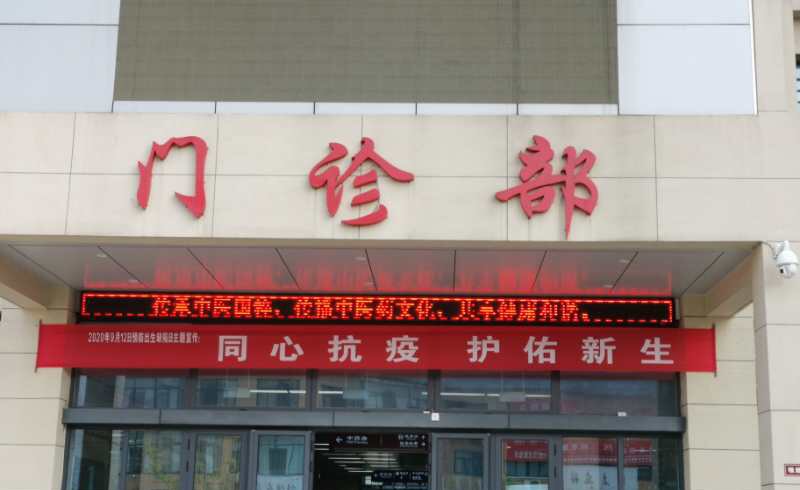 门诊部
传承中医国粹、传播中医药文化、共享健康和谐、
2020年9月12日预防出生缺陷日主题宣传:
同心抗疫 护佑新生